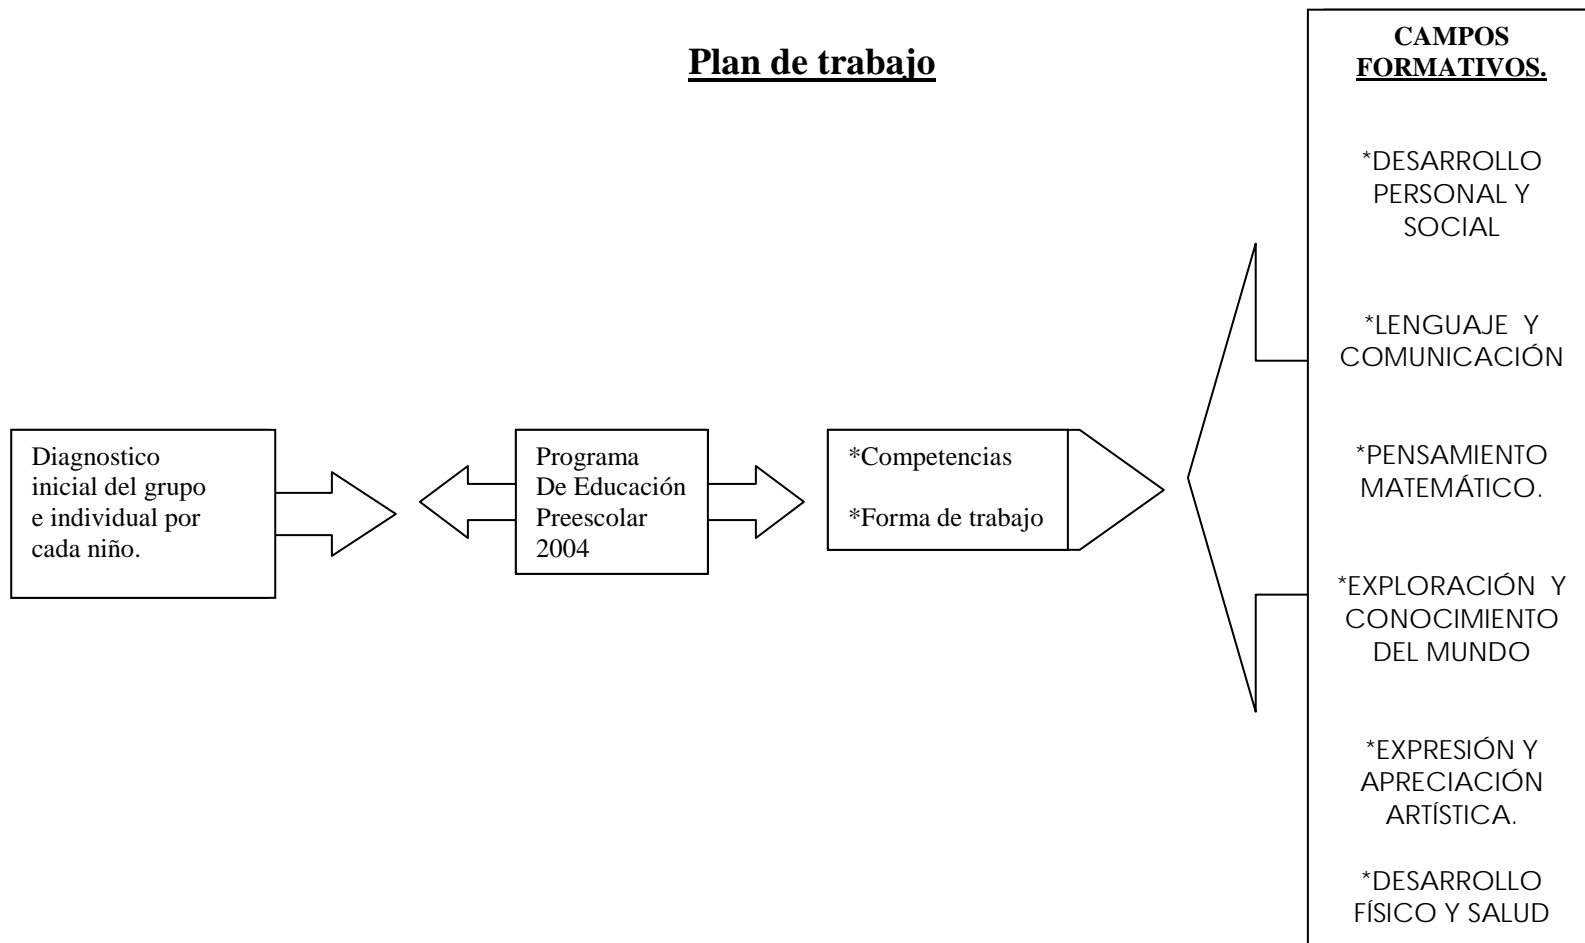 Plan de trabajo
Diagnostico
inicial del grupo
e individual por
cada niño.
Programa
De Educación
Preescolar
2004
*Competencias
*Forma de trabajo
CAMPOS
FORMATIVOS.
*DESARROLLO
PERSONAL Y
SOCIAL
*LENGUAJE Y
COMUNICACIÓN
*PENSAMIENTO
MATEMÁTICO.
*EXPLORACIÓN Y
CONOCIMIENTO
DEL MUNDO
*EXPRESIÓN Y
APRECIACIÓN
ARTÍSTICA.
*DESARROLLO
FÍSICO Y SALUD